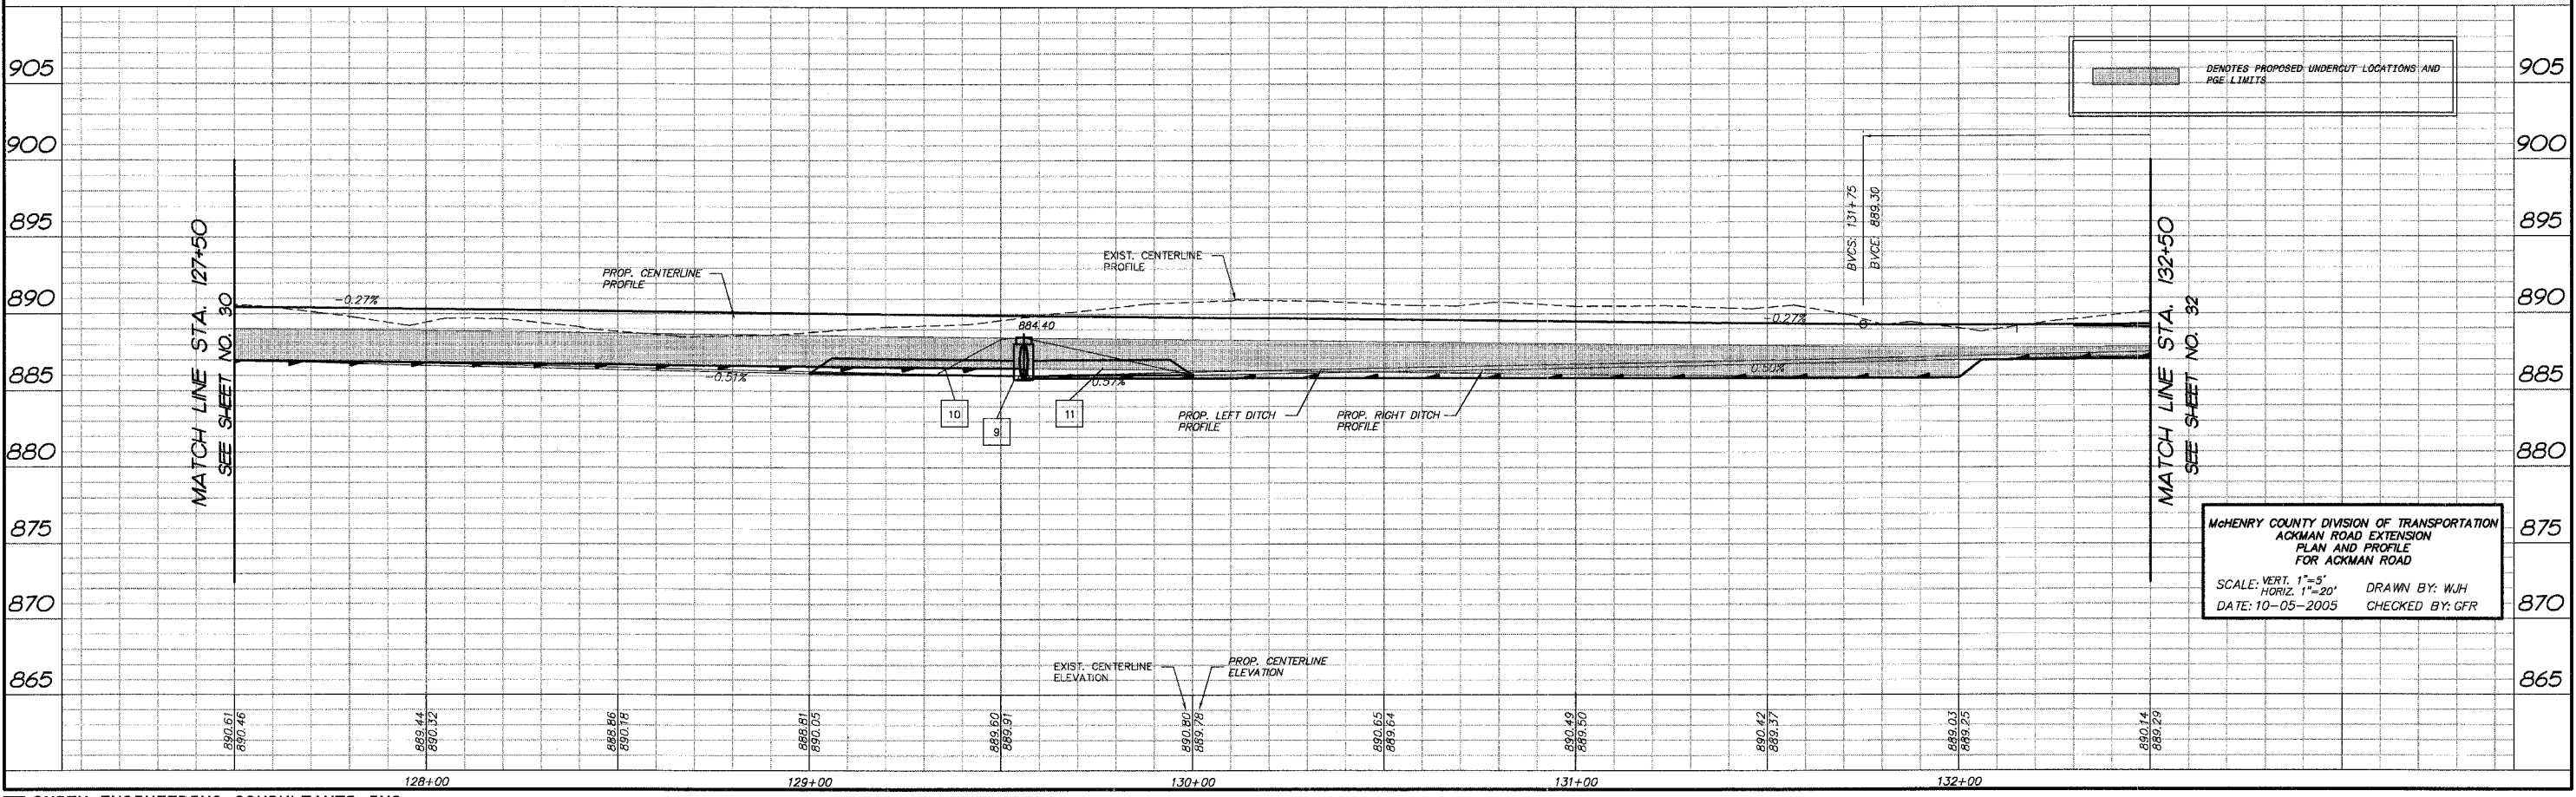 905
900
895
890
885
880
875
870
865
905
900
895
890
885
880
875
870
865
DENOTES PROPOSED UNDERCUT LOCATIONS AND
PGE LIMITS
MATCH LINE STA. 127+50
SEE SHEET NO. 30
-0.27%
PROP. CENTERLINE
PROFILE
EXIST. CENTERLINE
PROFILE
884.40
BVCS: 131+75
BVCE: 889.30
-0.27%
-0.51%
0.57%
0.50%
10
9
11
PROP. LEFT DITCH
PROFILE
PROP. RIGHT DITCH
PROFILE
MATCH LINE STA. 132+50
SEE SHEET NO. 32
McHENRY COUNTY DIVISION OF TRANSPORTATION
ACKMAN ROAD EXTENSION
PLAN AND PROFILE
FOR ACKMAN ROAD
SCALE: VERT. 1"=5'
HORIZ. 1"=20'
DRAWN BY: WJH
DATE: 10-05-2005
CHECKED BY: GFR
EXIST. CENTERLINE
ELEVATION
PROP. CENTERLINE
ELEVATION
890.61
890.46
889.44
890.32
888.86
890.18
888.81
890.05
889.60
889.91
890.80
889.78
890.65
889.64
890.49
889.50
890.42
889.37
889.03
889.25
890.14
889.29
128+00
129+00
130+00
131+00
132+00